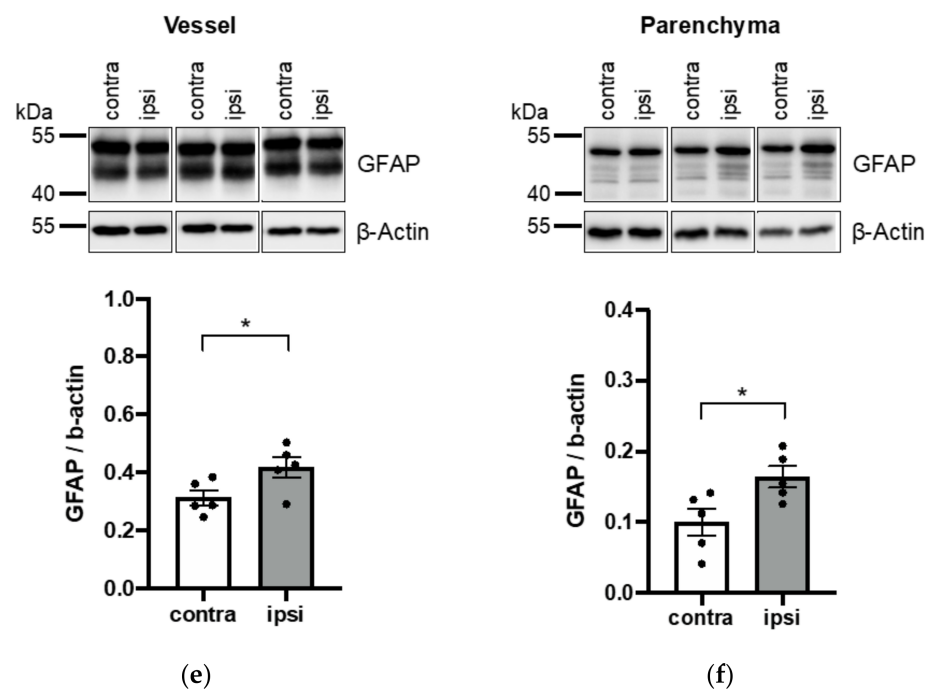 Vessel
contra ipsi contra ipsi contra ipsi
kDa
55
GFAP
40
55
β-Actin
1.0
0.8
0.6
0.4
0.2
0.0
GFAP / b-actin
*
contra ipsi
(e)
Parenchyma
contra ipsi contra ipsi contra ipsi
kDa
55
GFAP
40
55
β-Actin
0.4
0.3
0.2
0.1
0.0
GFAP / b-actin
*
contra ipsi
(f)